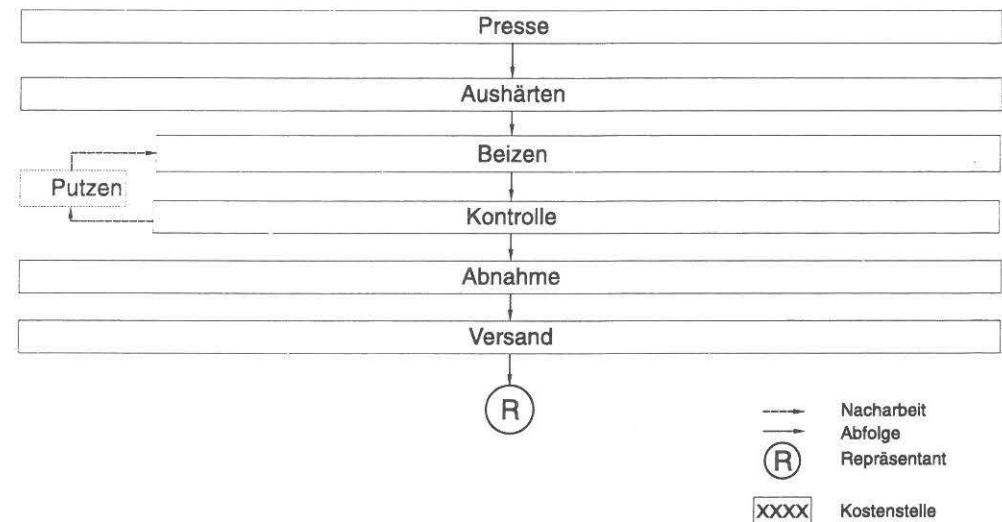 Presse
Aushärten
Beizen
Putzen
Kontrolle
Abnahme
Versand
R
Nacharbeit
Abfolge
R Repräsentant
XXXX Kostenstelle